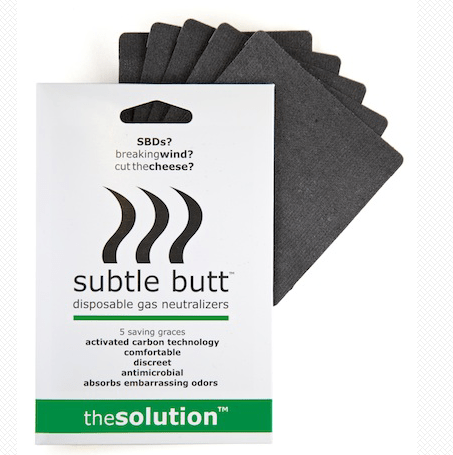 SBDs?
breakingwind?
cutthecheese?
subtle butt™
disposable gas neutralizers
5 saving graces
activated carbon technology
comfortable
discreet
antimicrobial
absorbs embarrassing odors
thesolution™